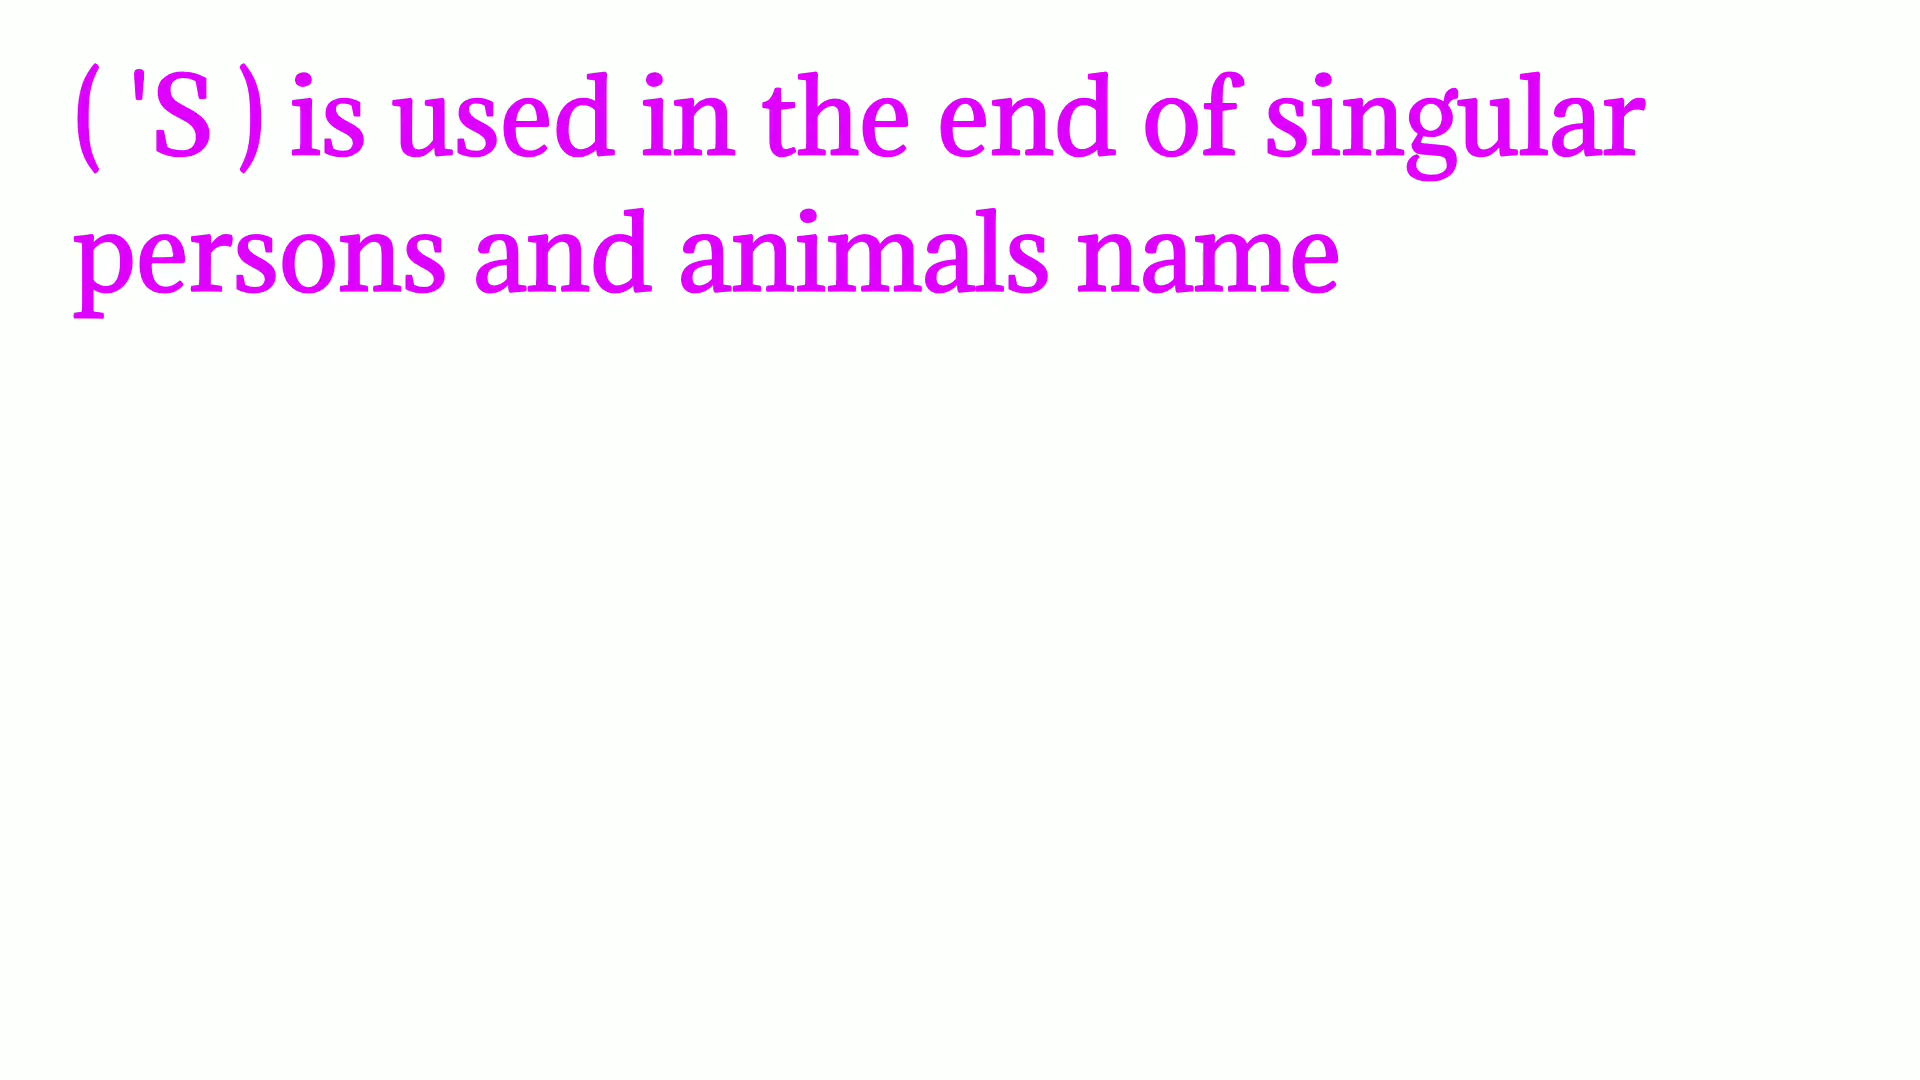 ( 'S ) is used in the end of singular
persons and animals name